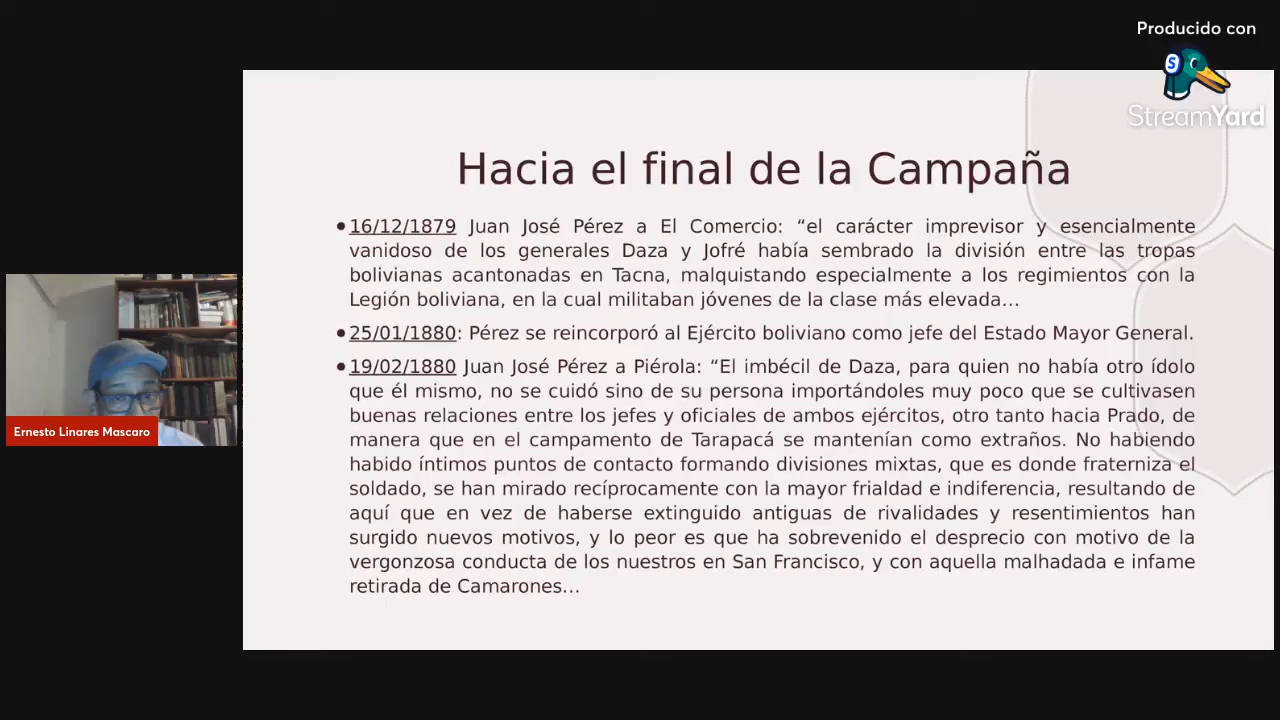 Producido con
StreamYard
Hacia el final de la Campaña
•16/12/1879 Juan José Pérez a El Comercio: “el carácter imprevisor y esencialmente
vanidoso de los generales Daza y Jofré había sembrado la división entre las tropas
bolivianas acantonadas en Tacna, malquistando especialmente a los regimientos con la
Legión boliviana, en la cual militaban jóvenes de la clase más elevada…
•25/01/1880: Pérez se reincorporó al Ejército boliviano como jefe del Estado Mayor General.
•19/02/1880 Juan José Pérez a Piérola: “El imbécil de Daza, para quien no había otro ídolo
que él mismo, no se cuidó sino de su persona importándoles muy poco que se cultivasen
buenas relaciones entre los jefes y oficiales de ambos ejércitos, otro tanto hacia Prado, de
manera que en el campamento de Tarapacá se mantenían como extraños. No habiendo
habido íntimos puntos de contacto formando divisiones mixtas, que es donde fraterniza el
soldado, se han mirado recíprocamente con la mayor frialdad e indiferencia, resultando de
aquí que en vez de haberse extinguido antiguas de rivalidades y resentimientos han
surgido nuevos motivos, y lo peor es que ha sobrevenido el desprecio con motivo de la
vergonzosa conducta de los nuestros en San Francisco, y con aquella malhadada e infame
retirada de Camarones…
Ernesto Linares Mascaro